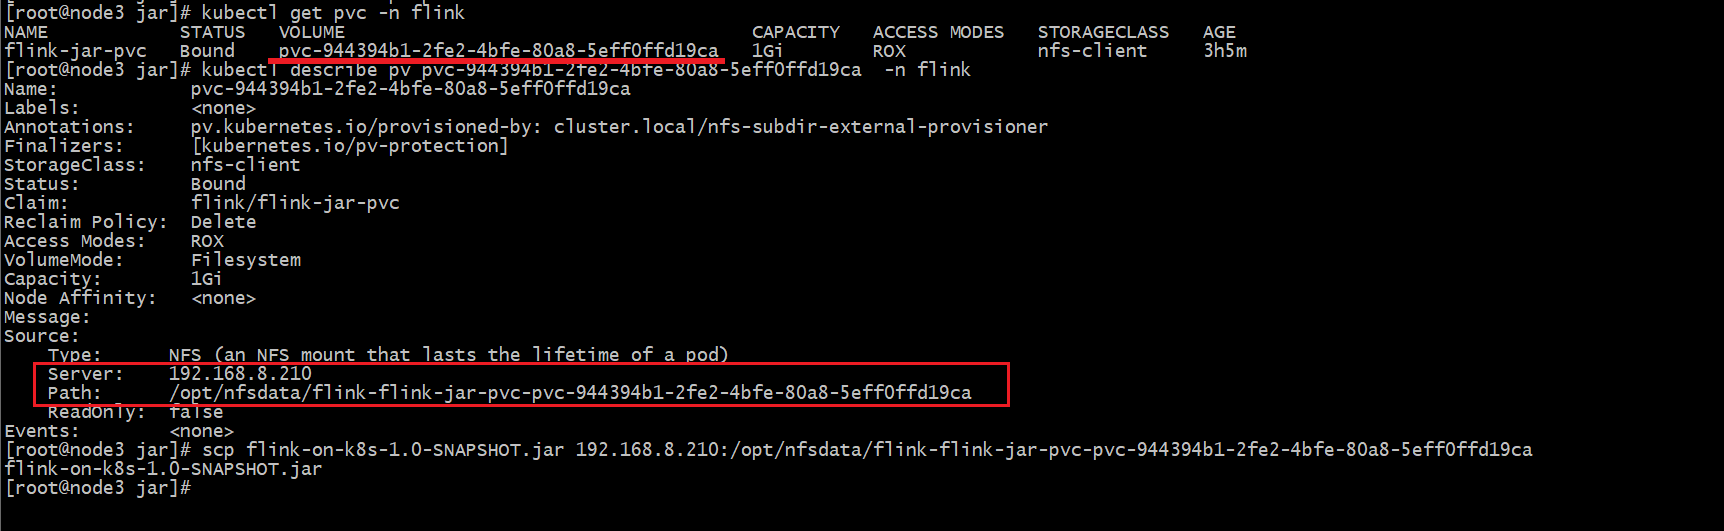 [root@node3 jar]# kubectl get pvc -n flink
NAME STATUS VOLUME CAPACITY ACCESS MODES STORAGECLASS AGE
flink-jar-pvc Bound pvc-944394b1-2fe2-4bfe-80a8-5eff0ffd19ca 1Gi ROX nfs-client 3h5m
[root@node3 jar]# kubectl describe pv pvc-944394b1-2fe2-4bfe-80a8-5eff0ffd19ca -n flink
Name: pvc-944394b1-2fe2-4bfe-80a8-5eff0ffd19ca
Labels: <none>
Annotations: pv.kubernetes.io/provisioned-by: cluster.local/nfs-subdir-external-provisioner
Finalizers: [kubernetes.io/pv-protection]
StorageClass: nfs-client
Status: Bound
Claim: flink/flink-jar-pvc
Reclaim Policy: Delete
Access Modes: ROX
VolumeMode: Filesystem
Capacity: 1Gi
Node Affinity: <none>
Message:
Source:
Type: NFS (an NFS mount that lasts the lifetime of a pod)
Server: 192.168.8.210
Path: /opt/nfsdata/flink-flink-jar-pvc-pvc-944394b1-2fe2-4bfe-80a8-5eff0ffd19ca
ReadOnly: false
Events: <none>
[root@node3 jar]# scp flink-on-k8s-1.0-SNAPSHOT.jar 192.168.8.210:/opt/nfsdata/flink-flink-jar-pvc-pvc-944394b1-2fe2-4bfe-80a8-5eff0ffd19ca
flink-on-k8s-1.0-SNAPSHOT.jar
[root@node3 jar]#